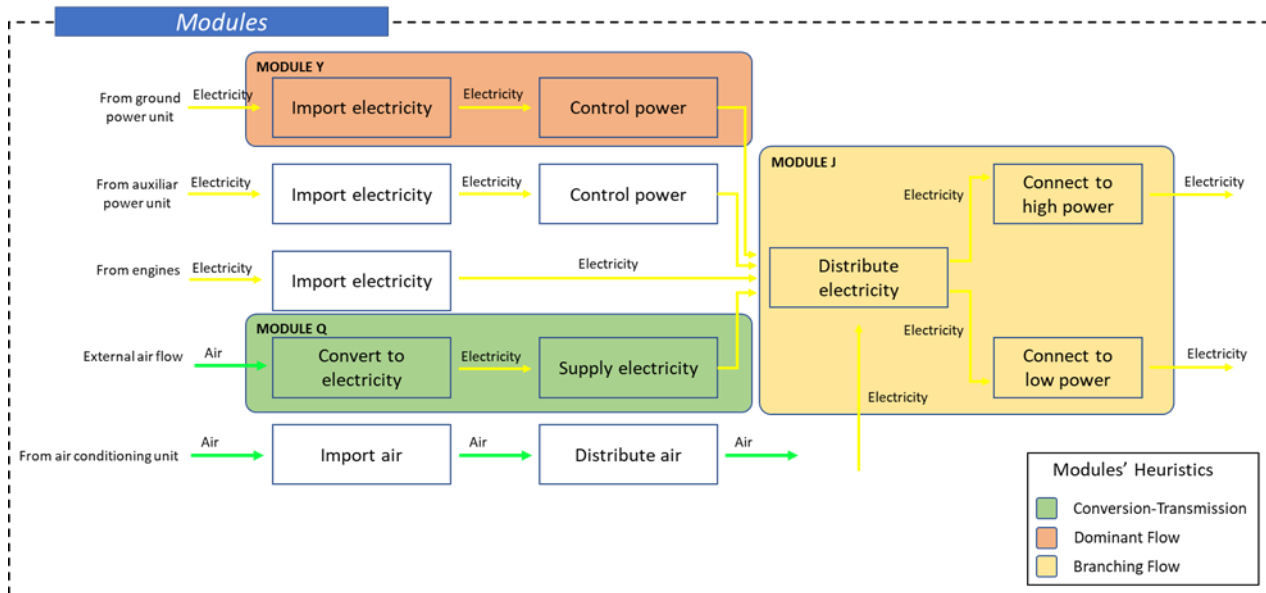 Modules
MODULE Y
From ground
power unit
Electricity
Import electricity
Electricity
Control power
From auxiliar
power unit
Electricity
Import electricity
Electricity
Control power
From engines
Electricity
Import electricity
Electricity
MODULE Q
External air flow
Air
Convert to
electricity
Electricity
Supply electricity
From air conditioning unit
Air
Import air
Air
Distribute air
Air
MODULE J
Distribute
electricity
Electricity
Connect to
high power
Electricity
Electricity
Connect to
low power
Electricity
Electricity
Modules' Heuristics
Conversion-Transmission
Dominant Flow
Branching Flow